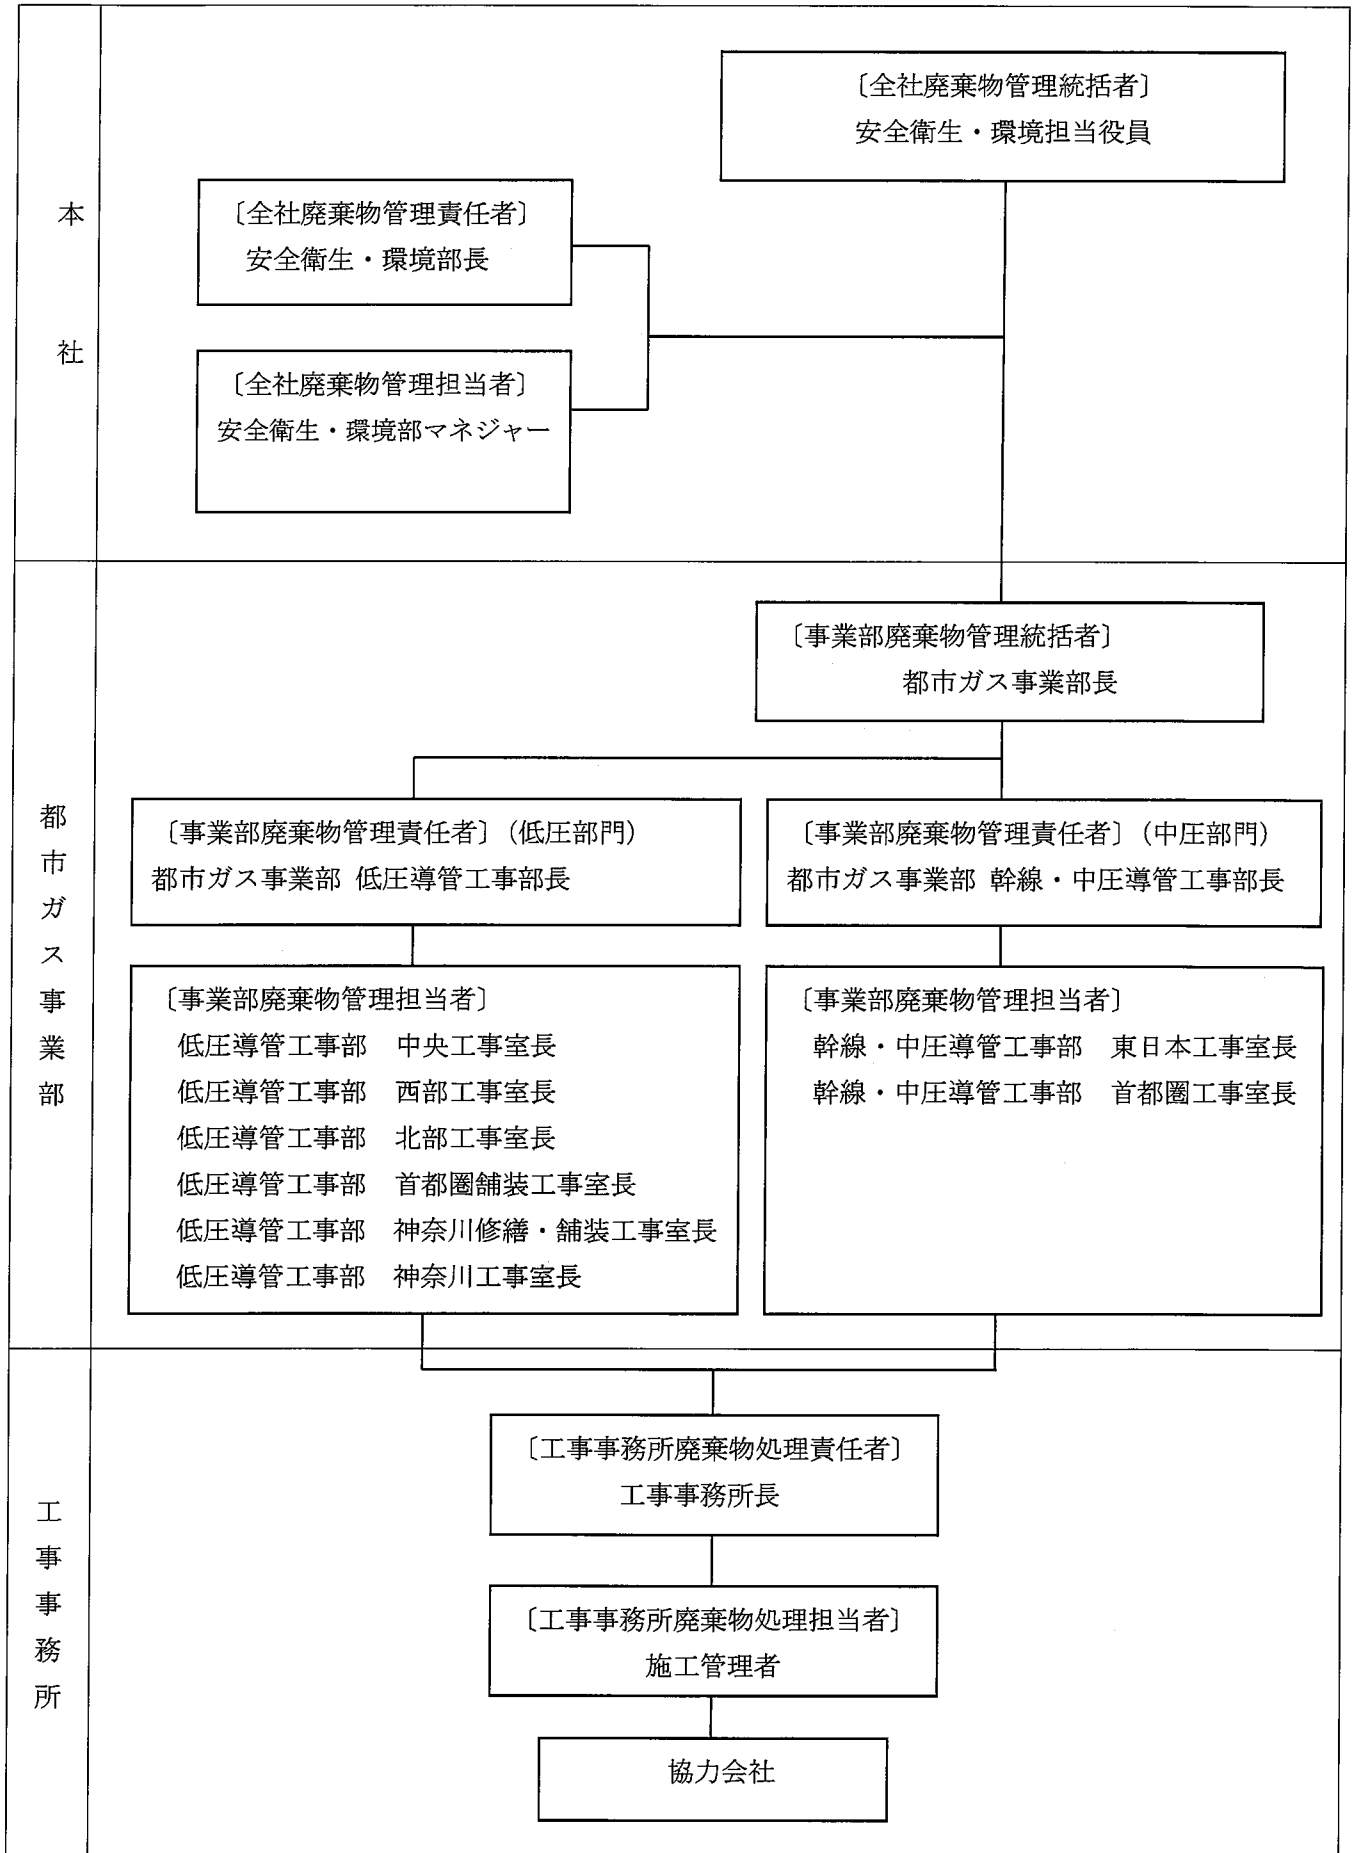 本社
〔全社廃棄物管理統括者〕
安全衛生・環境担当役員
〔全社廃棄物管理責任者〕
安全衛生・環境部長
〔全社廃棄物管理担当者〕
安全衛生・環境部マネジャー
都市ガス事業部
〔事業部廃棄物管理統括者〕
都市ガス事業部長
〔事業部廃棄物管理責任者〕(低圧部門)
都市ガス事業部 低圧導管工事部長
〔事業部廃棄物管理責任者〕(中圧部門)
都市ガス事業部 幹線・中圧導管工事部長
〔事業部廃棄物管理担当者〕
低圧導管工事部 中央工事室長
低圧導管工事部 西部工事室長
低圧導管工事部 北部工事室長
低圧導管工事部 首都圏舗装工事室長
低圧導管工事部 神奈川修繕・舗装工事室長
低圧導管工事部 神奈川工事室長
〔事業部廃棄物管理担当者〕
幹線・中圧導管工事部 東日本工事室長
幹線・中圧導管工事部 首都圏工事室長
工事事務所
〔工事事務所廃棄物処理責任者〕
工事事務所長
〔工事事務所廃棄物処理担当者〕
施工管理者
協力会社